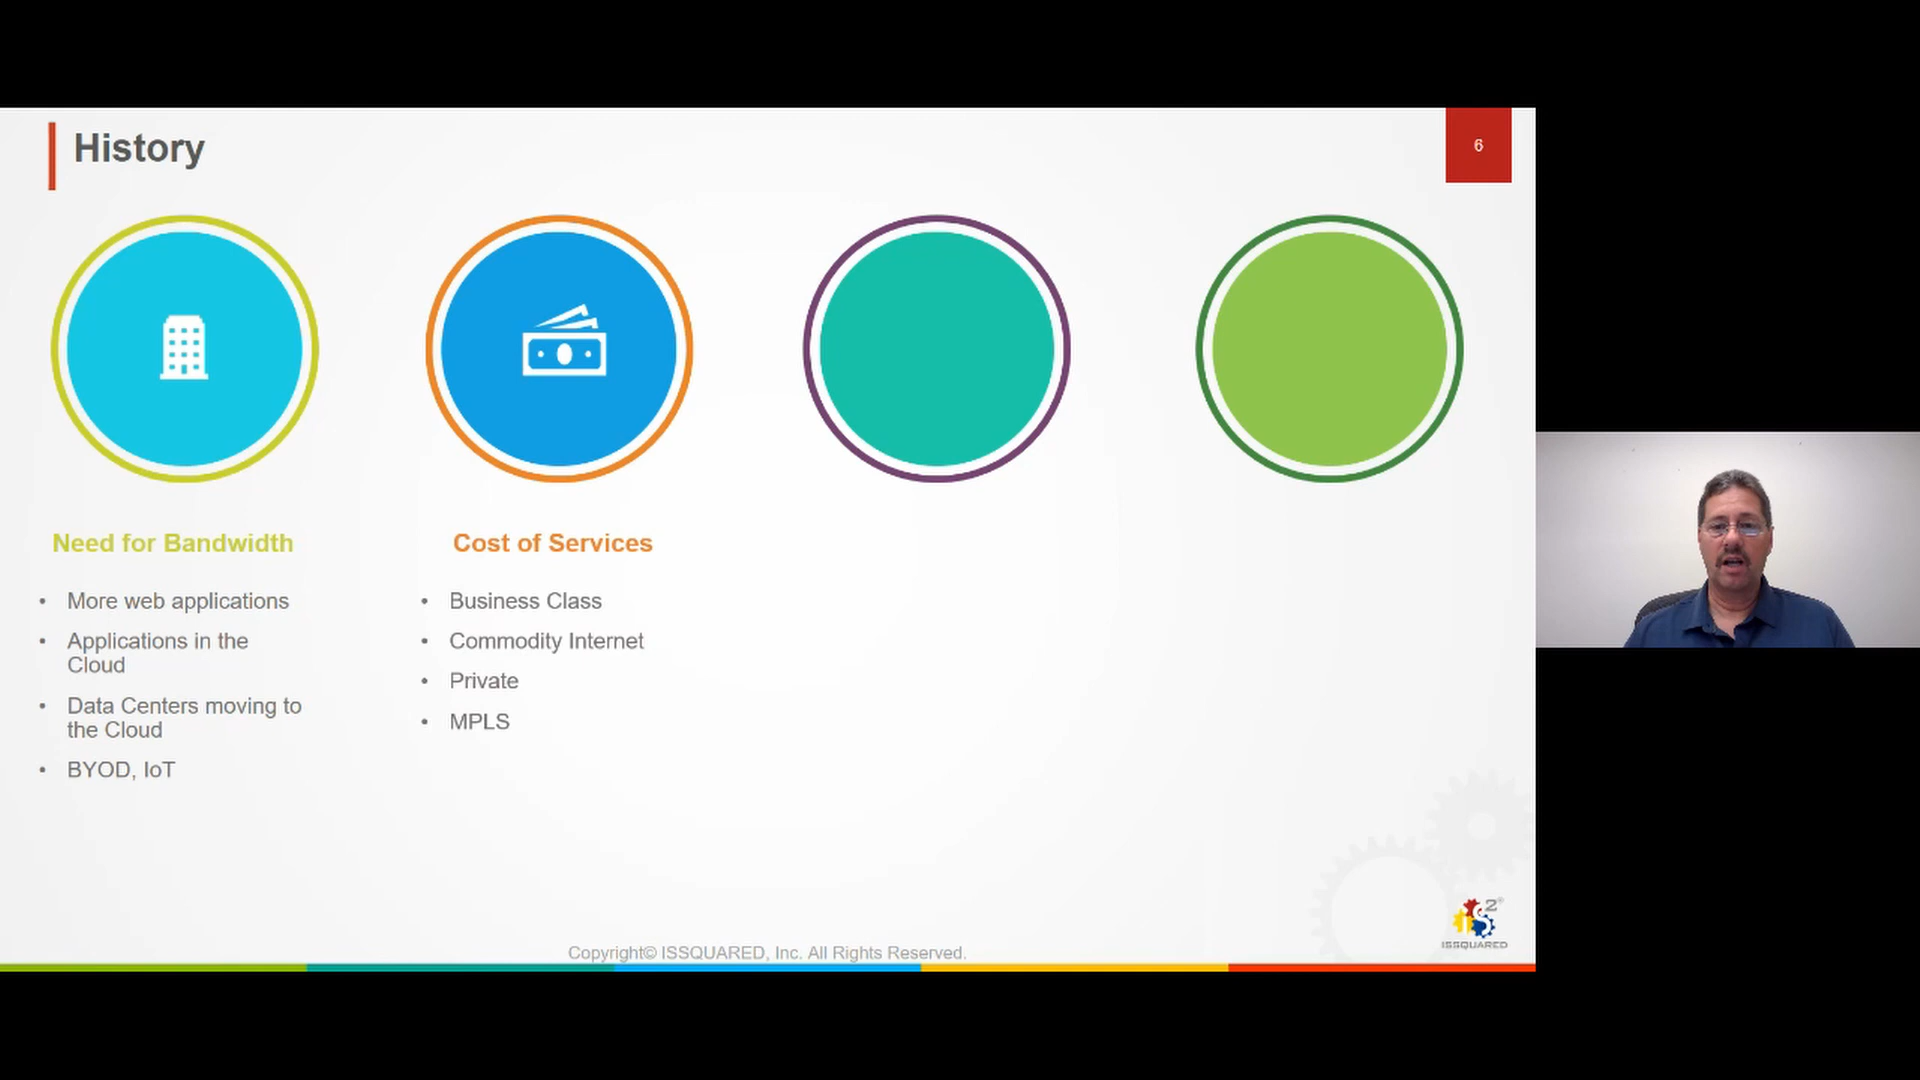 History
6
Need for Bandwidth
• More web applications
• Applications in the
Cloud
• Data Centers moving to
the Cloud
• BYOD, IoT
Cost of Services
• Business Class
• Commodity Internet
• Private
• MPLS
iS2®
ISSQUARED
Copyright© ISSQUARED, Inc. All Rights Reserved.